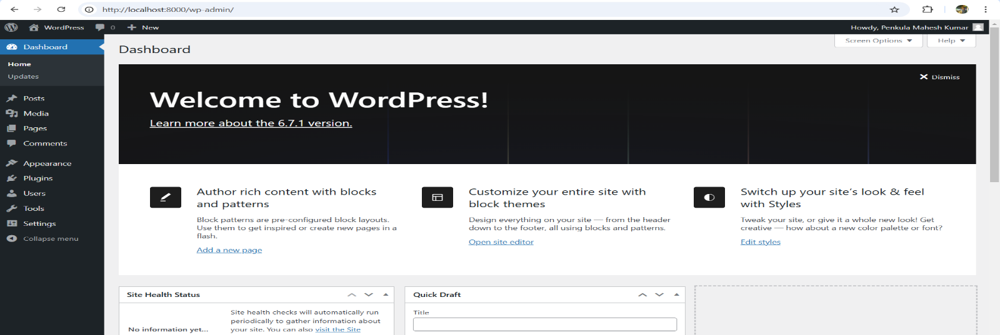 http://localhost:8000/wp-admin/
WordPress 0 New
Howdy, Penkula Mahesh Kumar
Dashboard
Home
Updates
Posts
Media
Pages
Comments
Appearance
Plugins
Users
Tools
Settings
Collapse menu
Dashboard
Screen Options
Help
Dismiss
Welcome to WordPress!
Learn more about the 6.7.1 version.
Author rich content with blocks
and patterns
Block patterns are pre-configured block layouts.
Use them to get inspired or create new pages in a
flash.
Add a new page
Customize your entire site with
block themes
Design everything on your site — from the header
down to the footer, all using blocks and patterns.
Open site editor
Switch up your site’s look & feel
with Styles
Tweak your site, or give it a whole new look! Get
creative — how about a new color palette or font?
Edit styles
Site Health Status
No information yet...
Site health checks will automatically run
periodically to gather information about
your site. You can also visit the Site
Quick Draft
Title